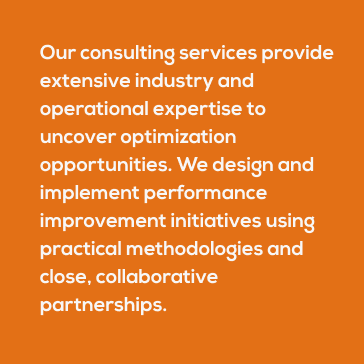 Our consulting services provide
extensive industry and
operational expertise to
uncover optimization
opportunities. We design and
implement performance
improvement initiatives using
practical methodologies and
close, collaborative
partnerships.